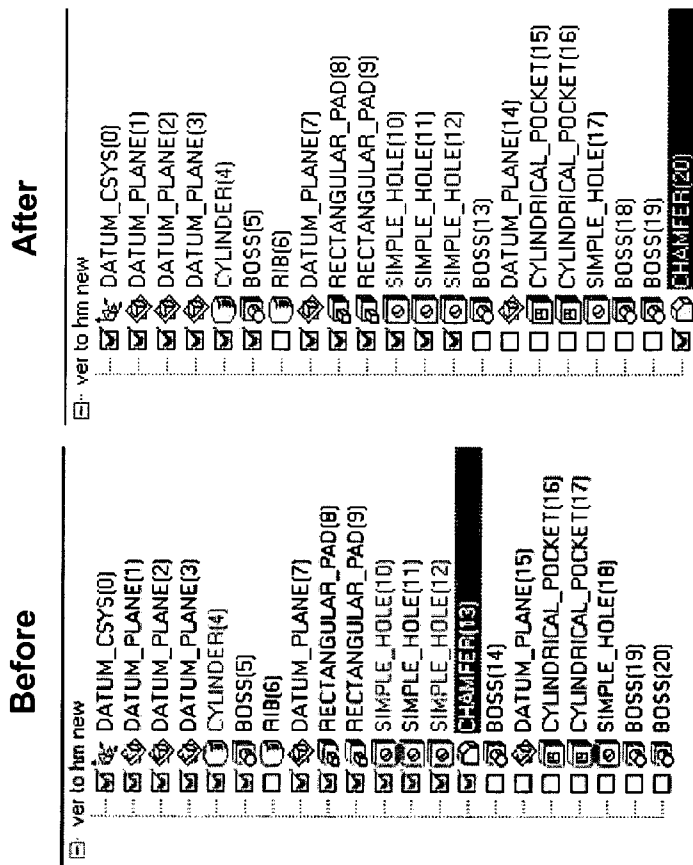 Before
ver to hm new
DATUM_CSYS(0)
DATUM_PLANE(1)
DATUM_PLANE(2)
DATUM_PLANE(3)
CYLINDER(4)
BOSS(5)
RIB(6)
DATUM_PLANE(7)
RECTANGULAR_PAD(8)
RECTANGULAR_PAD(9)
SIMPLE_HOLE(10)
SIMPLE_HOLE(11)
SIMPLE_HOLE(12)
CHAMFER(13)
BOSS(14)
DATUM_PLANE(15)
CYLINDRICAL_POCKET(16)
CYLINDRICAL_POCKET(17)
SIMPLE_HOLE(18)
BOSS(19)
BOSS(20)
After
ver to hm new
DATUM_CSYS(0)
DATUM_PLANE(1)
DATUM_PLANE(2)
DATUM_PLANE(3)
CYLINDER(4)
BOSS(5)
RIB(6)
DATUM_PLANE(7)
RECTANGULAR_PAD(8)
RECTANGULAR_PAD(9)
SIMPLE_HOLE(10)
SIMPLE_HOLE(11)
SIMPLE_HOLE(12)
BOSS(13)
DATUM_PLANE(14)
CYLINDRICAL_POCKET(15)
CYLINDRICAL_POCKET(16)
SIMPLE_HOLE(17)
BOSS(18)
BOSS(19)
CHAMFER(20)